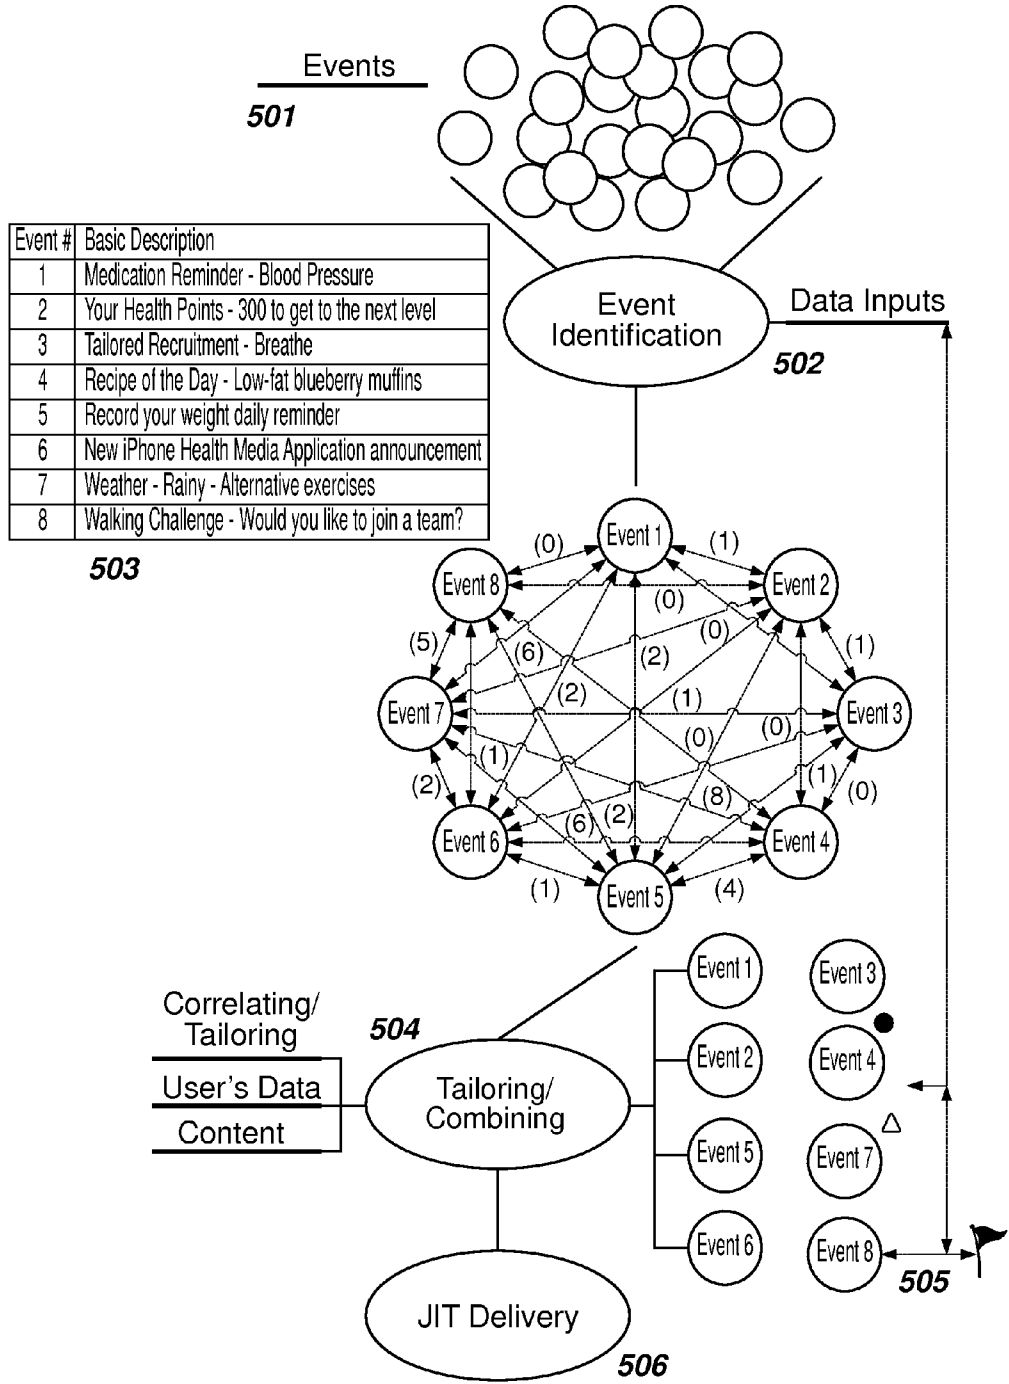 Events
501
Event # Basic Description
1 Medication Reminder - Blood Pressure
2 Your Health Points - 300 to get to the next level
3 Tailored Recruitment - Breathe
4 Recipe of the Day - Low-fat blueberry muffins
5 Record your weight daily reminder
6 New iPhone Health Media Application announcement
7 Weather - Rainy - Alternative exercises
8 Walking Challenge - Would you like to join a team?
503
Event
Identification
Data Inputs
502
Event 1
(0)
(1)
Event 8
Event 2
(0)
(5)
(6)
(2)
(0)
(1)
Event 7
(2)
(1)
Event 3
(0)
(0)
(1)
(2)
(1)
(0)
(8)
(6)
(2)
Event 6
Event 4
(1)
Event 5
(4)
Correlating/
Tailoring
User's Data
Content
504
Tailoring/
Combining
Event 1
Event 3
Event 2
Event 4
Event 5
Event 7
Event 6
Event 8
505
JIT Delivery
506